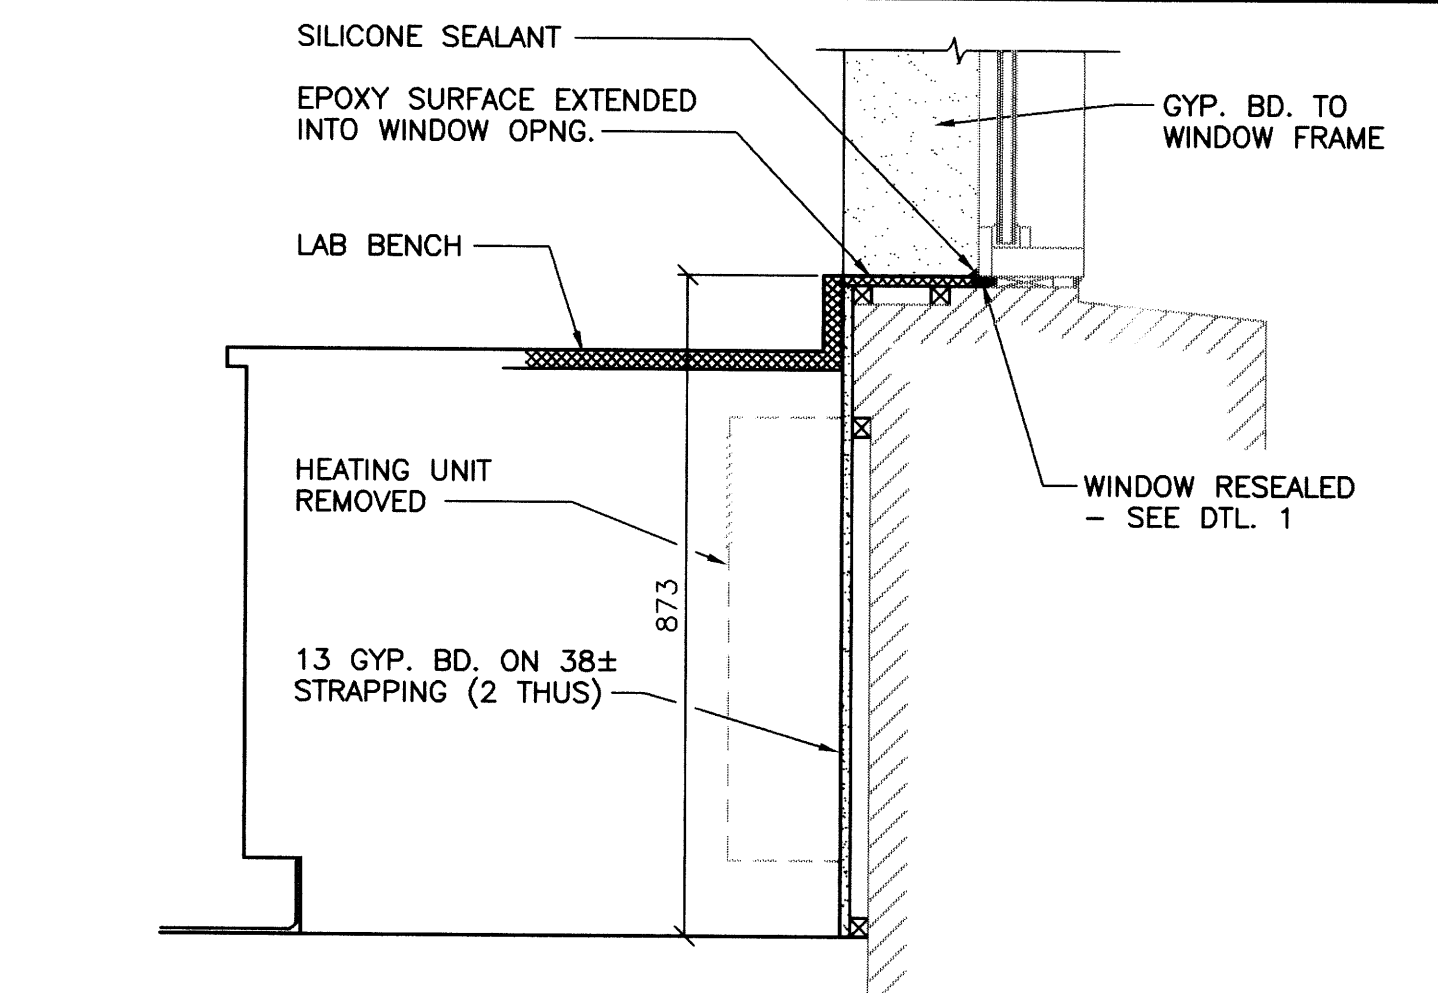 SILICONE SEALANT
EPOXY SURFACE EXTENDED
INTO WINDOW OPNG.
GYP. BD. TO
WINDOW FRAME
LAB BENCH
HEATING UNIT
REMOVED
WINDOW RESEALED
- SEE DTL. 1
873
13 GYP. BD. ON 38±
STRAPPING (2 THUS)